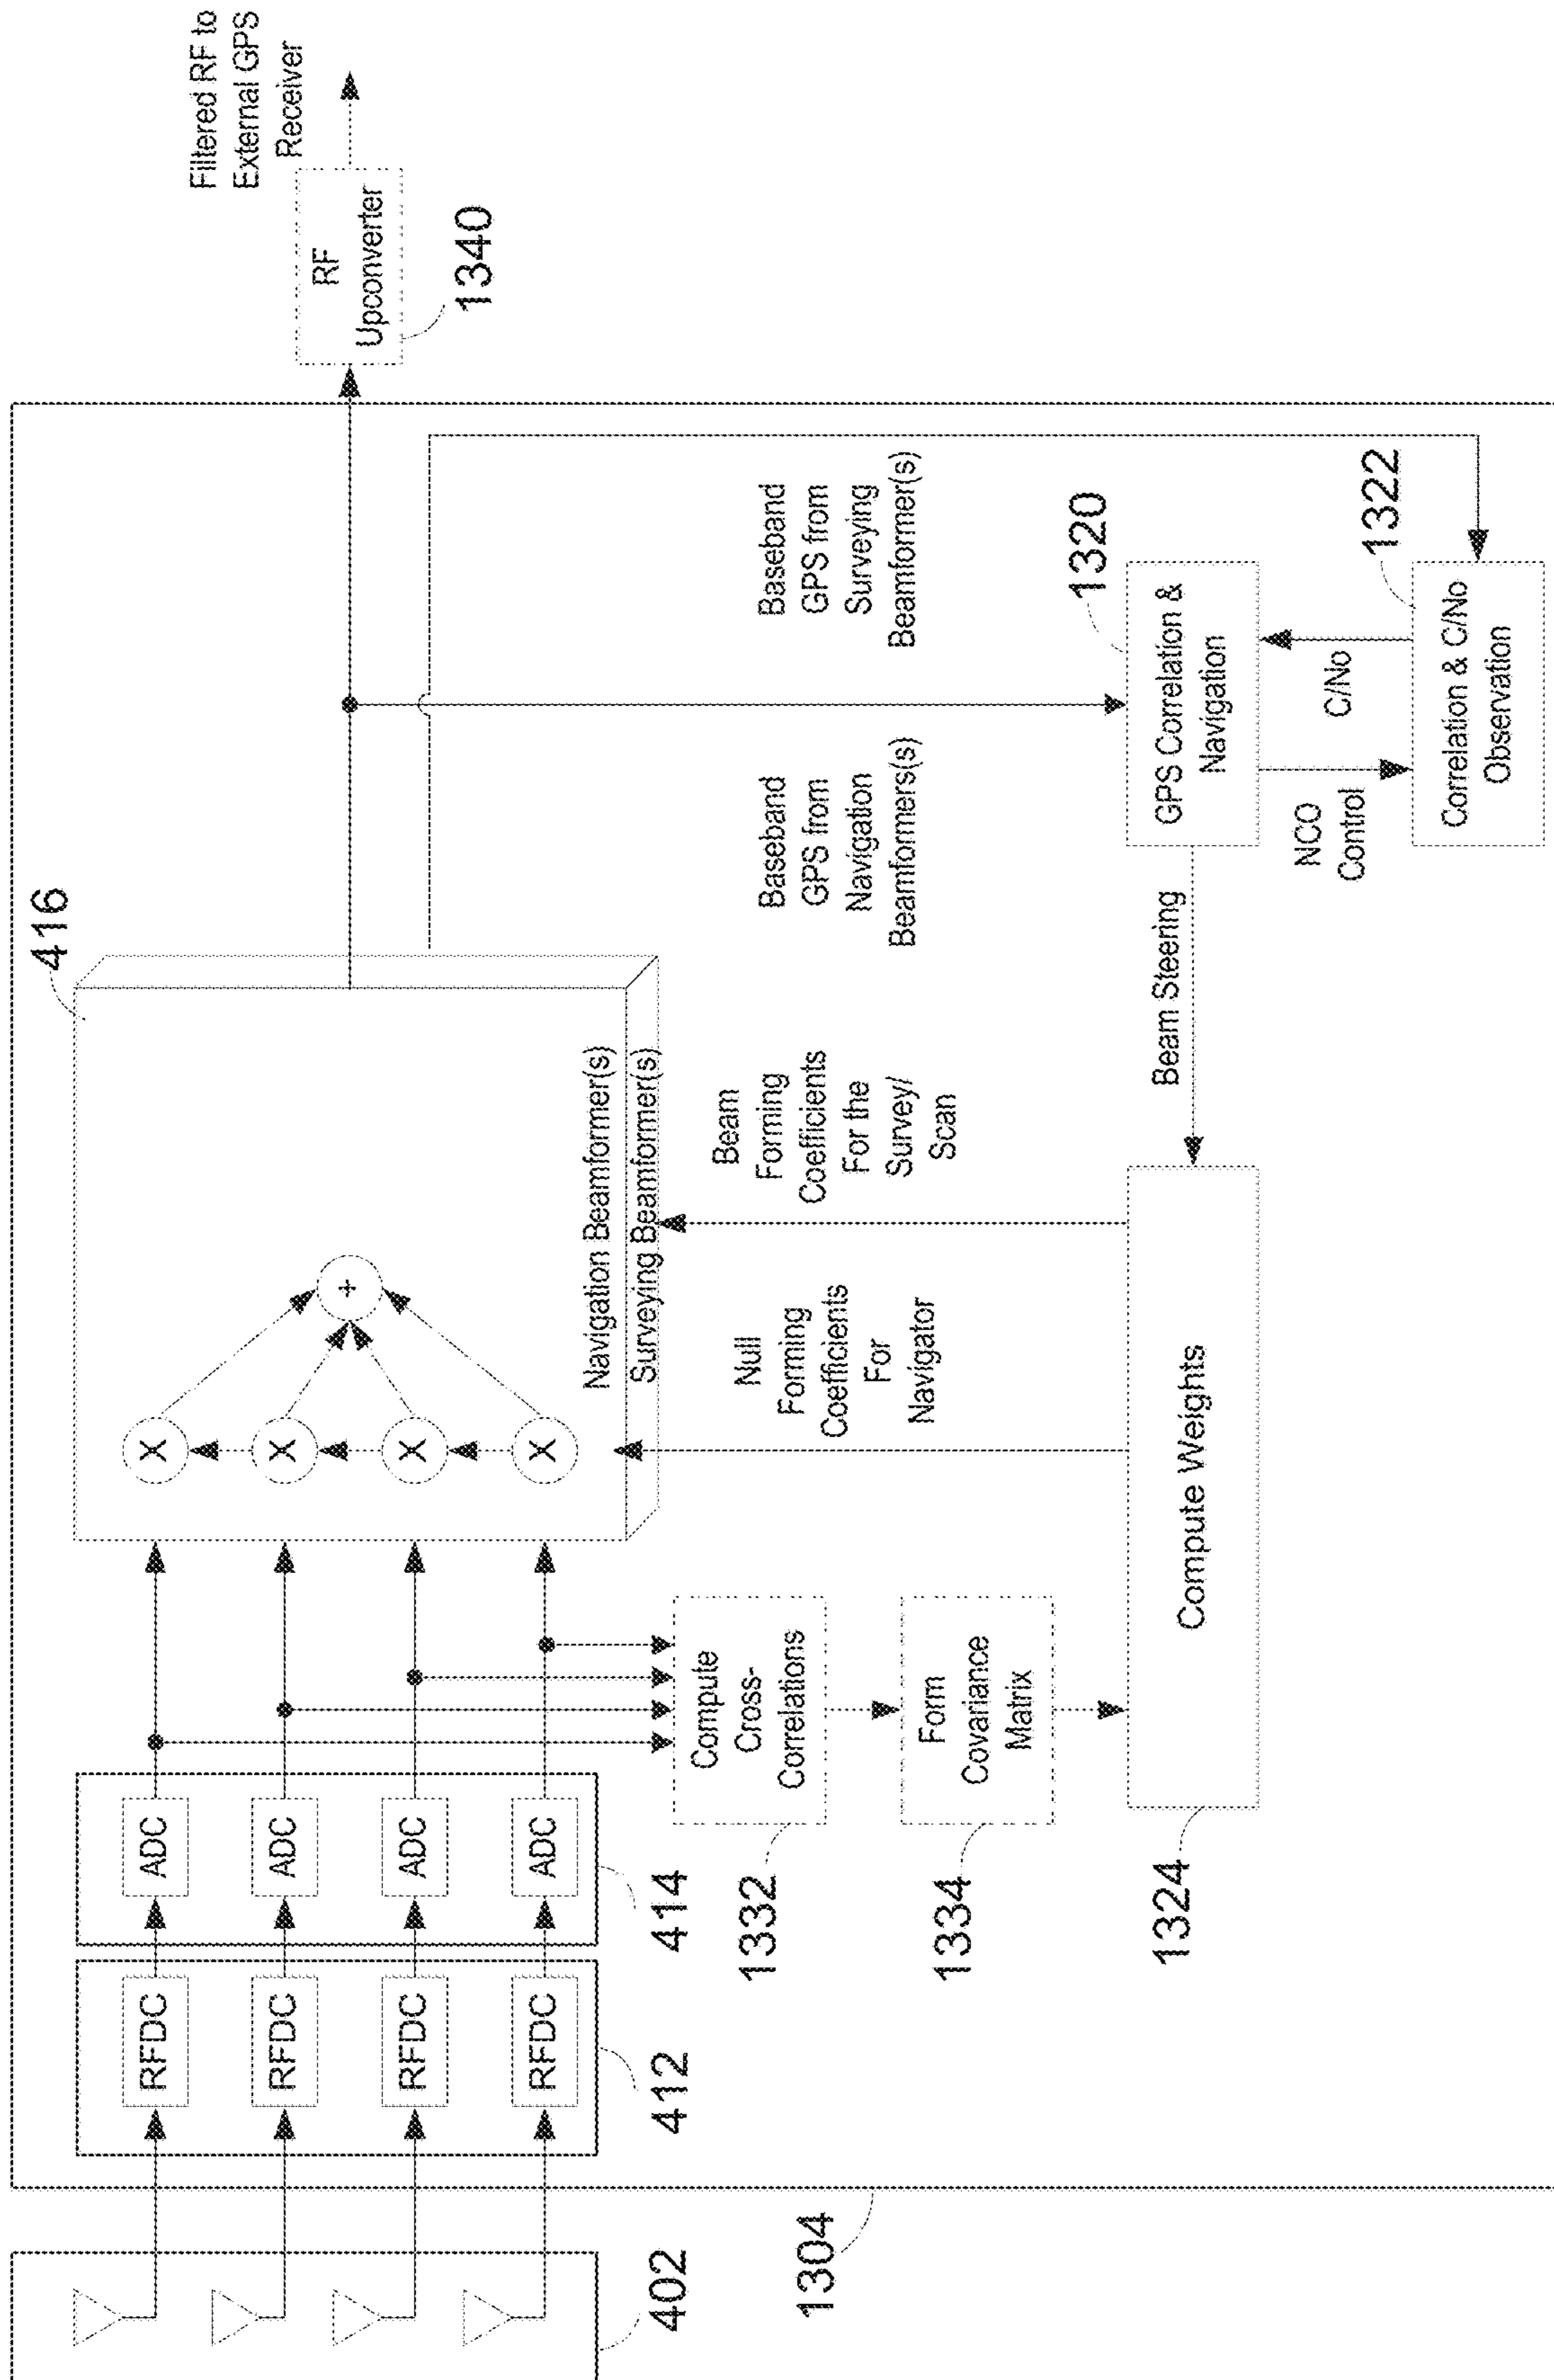 402
1304
RFDC
RFDC
RFDC
RFDC
412
ADC
ADC
ADC
ADC
414
416
X
X
X
X
+
Navigation Beamformer(s)
Surveying Beamformer(s)
Compute
Cross-
Correlations
1332
Form
Covariance
Matrix
1334
Compute Weights
1324
Null
Forming
Coefficients
For
Navigator
Beam
Forming
Coefficients
For the
Survey/
Scan
Beam Steering
Baseband
GPS from
Navigation
Beamformers(s)
Baseband
GPS from
Surveying
Beamformer(s)
GPS Correlation &
Navigation
1320
NCO
Control
C/No
Correlation & C/No
Observation
1322
RF
Upconverter
1340
Filtered RF to
External GPS
Receiver